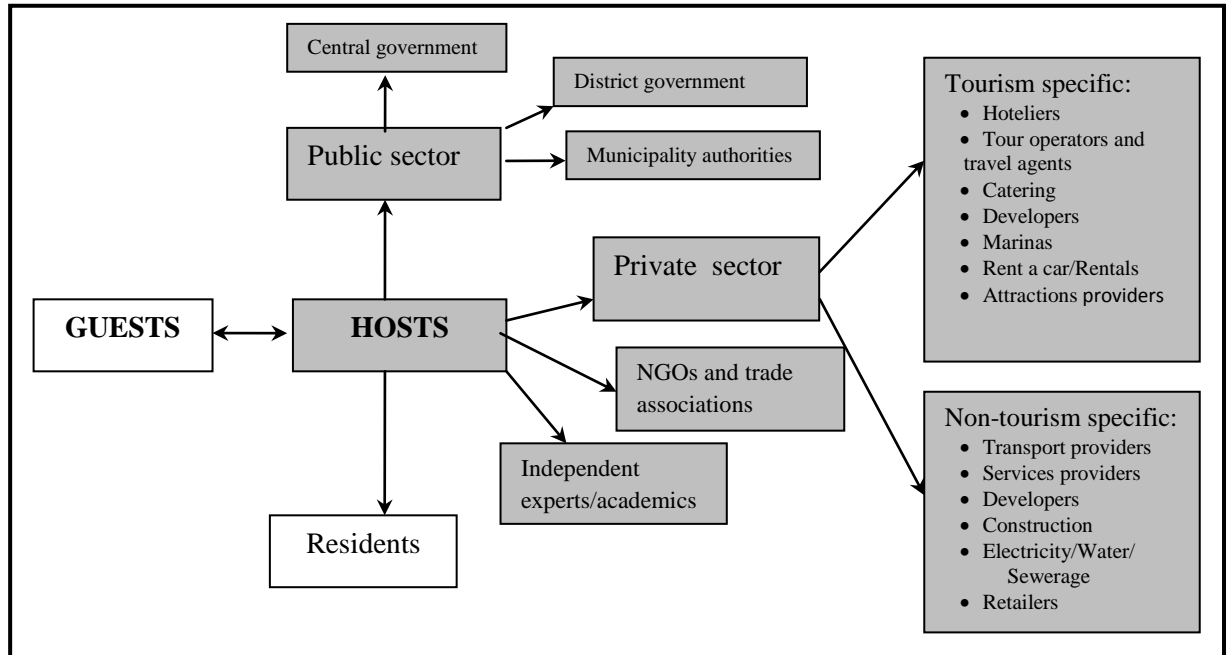 Central government
District government
Public sector
Municipality authorities
Private  sector
GUESTS
HOSTS
NGOs and trade
associations
Independent
experts/academics
Residents
Tourism specific:
• Hoteliers
• Tour operators and
travel agents
• Catering
• Developers
• Marinas
• Rent a car/Rentals
• Attractions providers
Non-tourism specific:
• Transport providers
• Services providers
• Developers
• Construction
• Electricity/Water/
Sewerage
• Retailers